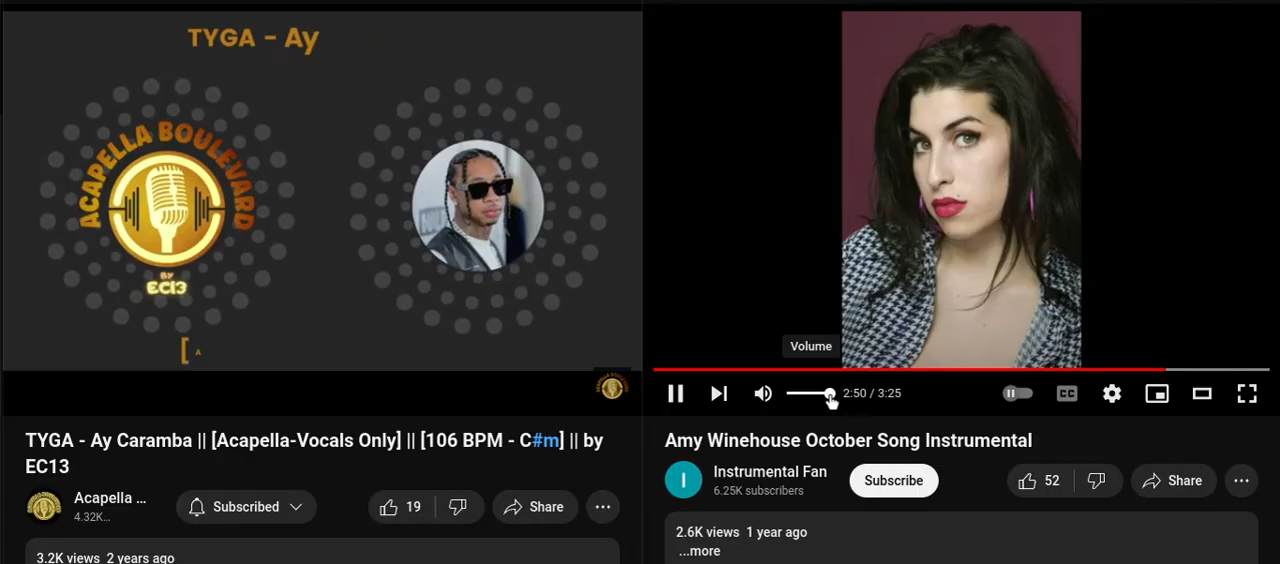 TYGA - Ay
ACAPELLA BOULEVARD
BY
EC13
[ A
TYGA - Ay Caramba || [Acapella-Vocals Only] || [106 BPM - C#m] || by
EC13
Acapella ...
4.32K...
Subscribed
19
Share
3.2K views 2 years ago
Volume
2:50 / 3:25
CC
Amy Winehouse October Song Instrumental
I
Instrumental Fan
6.25K subscribers
Subscribe
52
Share
2.6K views 1 year ago
...more